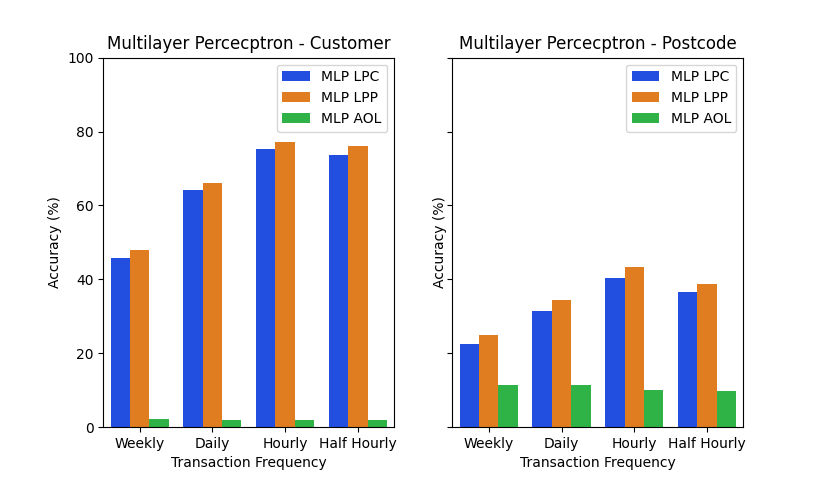 Multilayer Percecptron - Customer
MLP LPC
MLP LPP
MLP AOL
100
80
60
40
20
0
Accuracy (%)
Weekly Daily Hourly Half Hourly
Transaction Frequency
Multilayer Percecptron - Postcode
MLP LPC
MLP LPP
MLP AOL
Accuracy (%)
Weekly Daily Hourly Half Hourly
Transaction Frequency